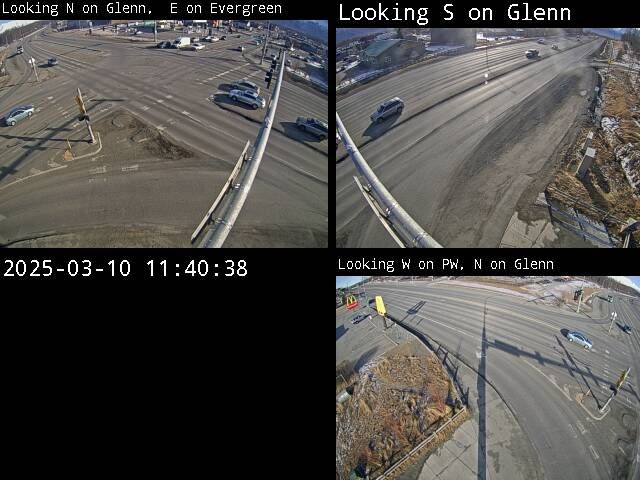 Looking N on Glenn,  E on Evergreen
Looking S on Glenn
2025-03-10 11:40:38
Looking W on PW, N on Glenn